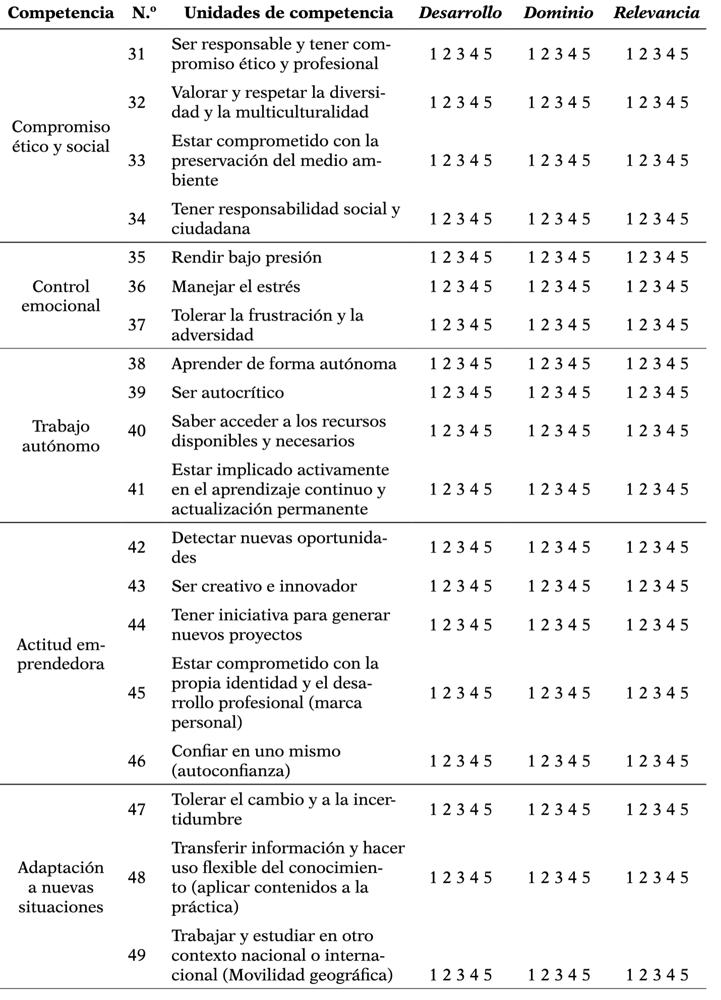 Competencia N.º Unidades de competencia Desarrollo Dominio Relevancia
Compromiso
ético y social
31 Ser responsable y tener com-
promiso ético y profesional 1 2 3 4 5 1 2 3 4 5 1 2 3 4 5
32 Valorar y respetar la diversi-
dad y la multiculturalidad 1 2 3 4 5 1 2 3 4 5 1 2 3 4 5
33 Estar comprometido con la
preservación del medio am-
biente 1 2 3 4 5 1 2 3 4 5 1 2 3 4 5
34 Tener responsabilidad social y
ciudadana 1 2 3 4 5 1 2 3 4 5 1 2 3 4 5
Control
emocional
35 Rendir bajo presión 1 2 3 4 5 1 2 3 4 5 1 2 3 4 5
36 Manejar el estrés 1 2 3 4 5 1 2 3 4 5 1 2 3 4 5
37 Tolerar la frustración y la
adversidad 1 2 3 4 5 1 2 3 4 5 1 2 3 4 5
Trabajo
autónomo
38 Aprender de forma autónoma 1 2 3 4 5 1 2 3 4 5 1 2 3 4 5
39 Ser autocrítico 1 2 3 4 5 1 2 3 4 5 1 2 3 4 5
40 Saber acceder a los recursos
disponibles y necesarios 1 2 3 4 5 1 2 3 4 5 1 2 3 4 5
41 Estar implicado activamente
en el aprendizaje continuo y
actualización permanente 1 2 3 4 5 1 2 3 4 5 1 2 3 4 5
Actitud em-
prendedora
42 Detectar nuevas oportunida-
des 1 2 3 4 5 1 2 3 4 5 1 2 3 4 5
43 Ser creativo e innovador 1 2 3 4 5 1 2 3 4 5 1 2 3 4 5
44 Tener iniciativa para generar
nuevos proyectos 1 2 3 4 5 1 2 3 4 5 1 2 3 4 5
45 Estar comprometido con la
propia identidad y el desa-
rrollo profesional (marca
personal) 1 2 3 4 5 1 2 3 4 5 1 2 3 4 5
46 Confiar en uno mismo
(autoconfianza) 1 2 3 4 5 1 2 3 4 5 1 2 3 4 5
Adaptación
a nuevas
situaciones
47 Tolerar el cambio y a la incer-
tidumbre 1 2 3 4 5 1 2 3 4 5 1 2 3 4 5
48 Transferir información y hacer
uso flexible del conocimien-
to (aplicar contenidos a la
práctica) 1 2 3 4 5 1 2 3 4 5 1 2 3 4 5
49 Trabajar y estudiar en otro
contexto nacional o interna-
cional (Movilidad geográfica) 1 2 3 4 5 1 2 3 4 5 1 2 3 4 5